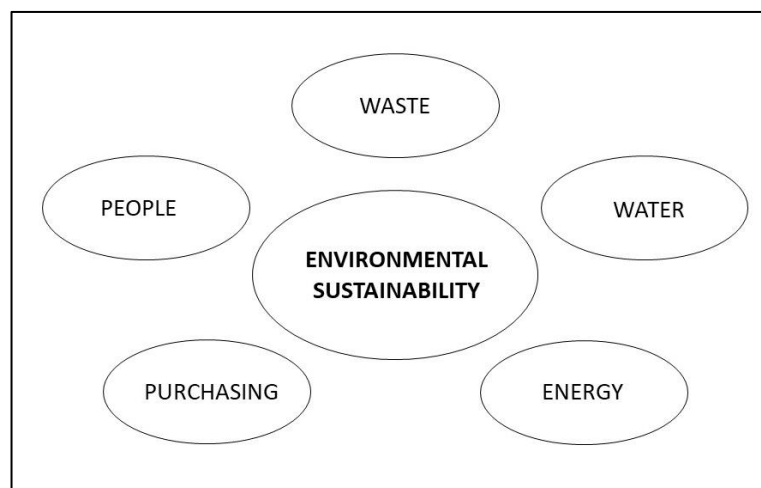 WASTE
PEOPLE
WATER
ENVIRONMENTAL
SUSTAINABILITY
PURCHASING
ENERGY